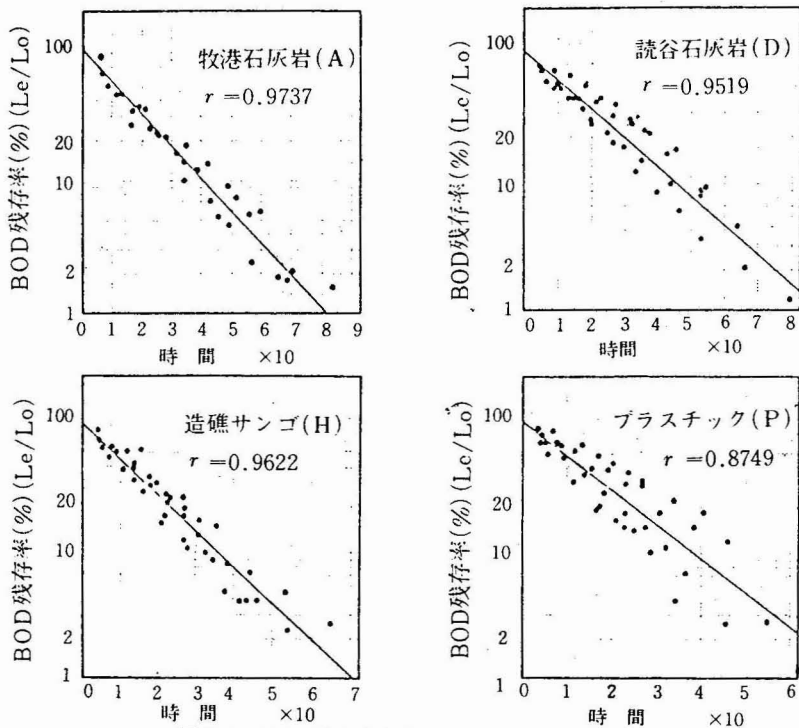 牧港石灰岩(A)
r=0.9737
BOD残存率(%)(Le/Lo)
100
20
10
2
1
0 1 2 3 4 5 6 7 8 9
時間 ×10
読谷石灰岩(D)
r=0.9519
BOD残存率(%)(Le/Lo)
100
20
10
2
1
0 1 2 3 4 5 6 7 8
時間 ×10
造礁サンゴ(H)
r=0.9622
BOD残存率(%)(Le/Lo)
100
20
10
2
1
0 1 2 3 4 5 6 7
時間 ×10
プラスチック(P)
r=0.8749
BOD残存率(%)(Le/Lo)
100
20
10
2
1
0 1 2 3 4 5 6
時間 ×10